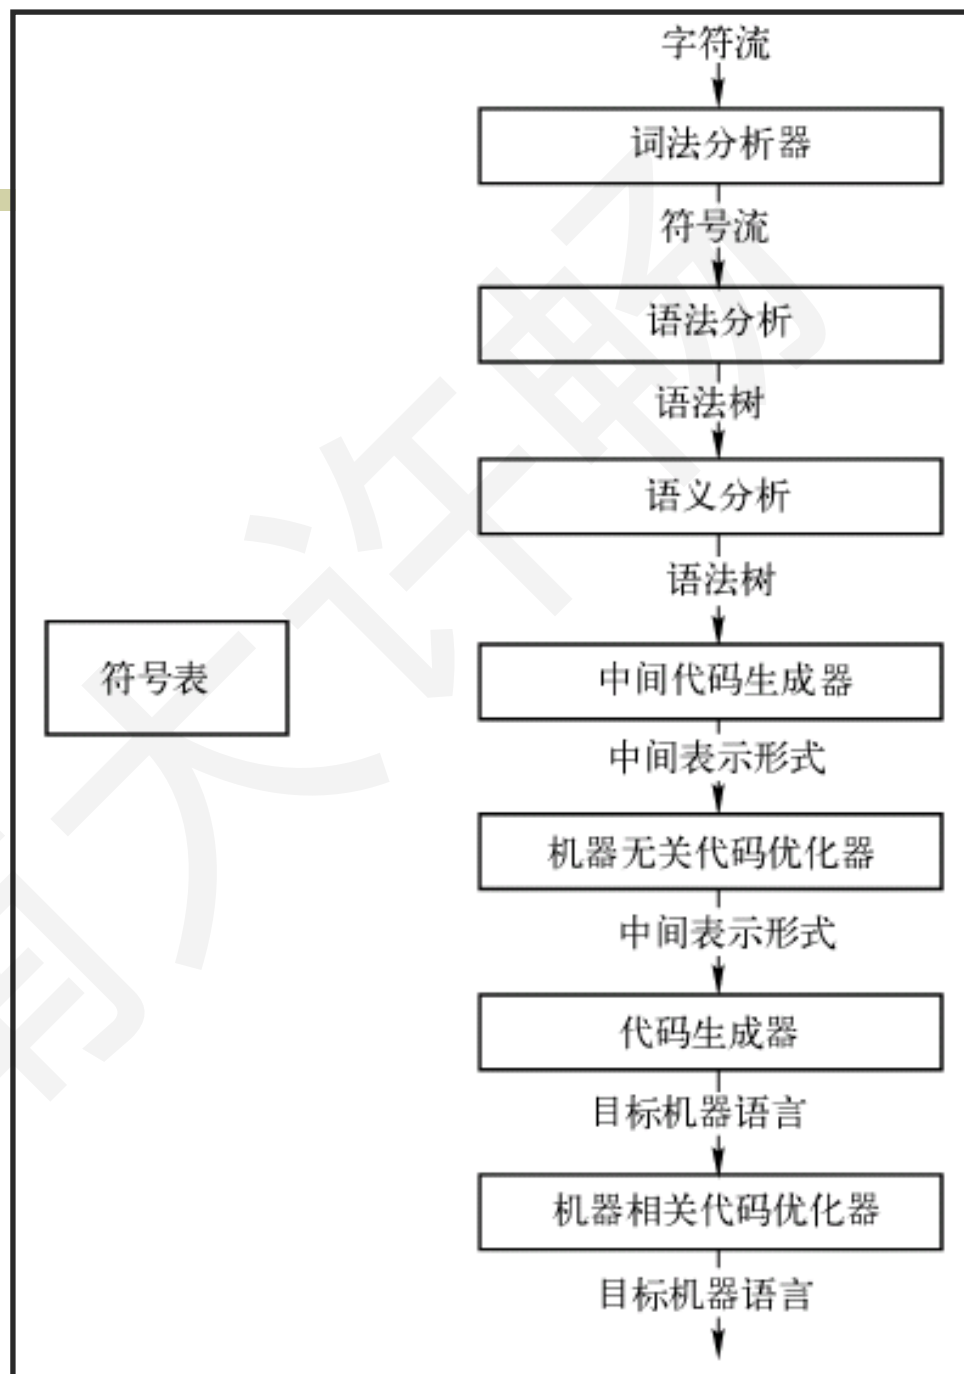 字符流
词法分析器
符号流
语法分析
语法树
语义分析
语法树
符号表
中间代码生成器
中间表示形式
机器无关代码优化器
中间表示形式
代码生成器
目标机器语言
机器相关代码优化器
目标机器语言
南大许畅